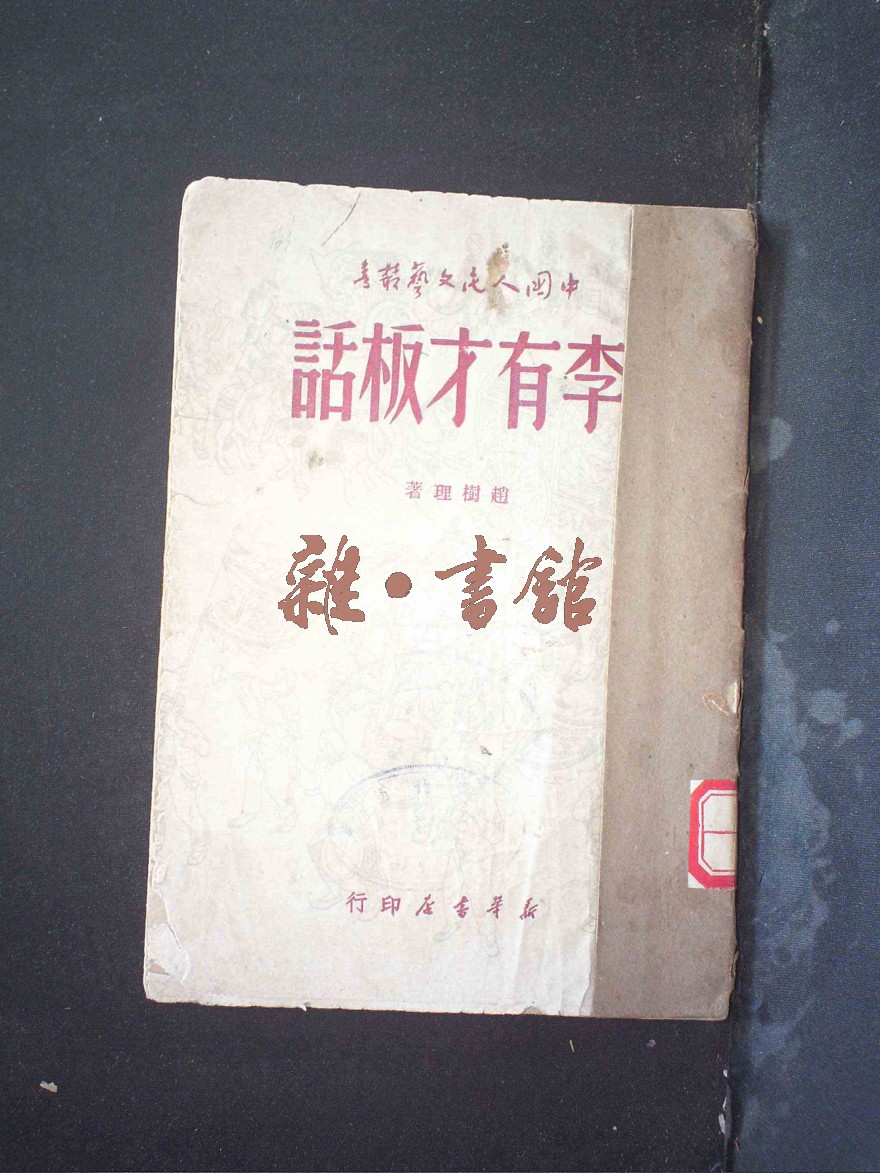 中國人民文藝叢書
李有才板話
趙樹理著
雜·書舘
新華書店印行